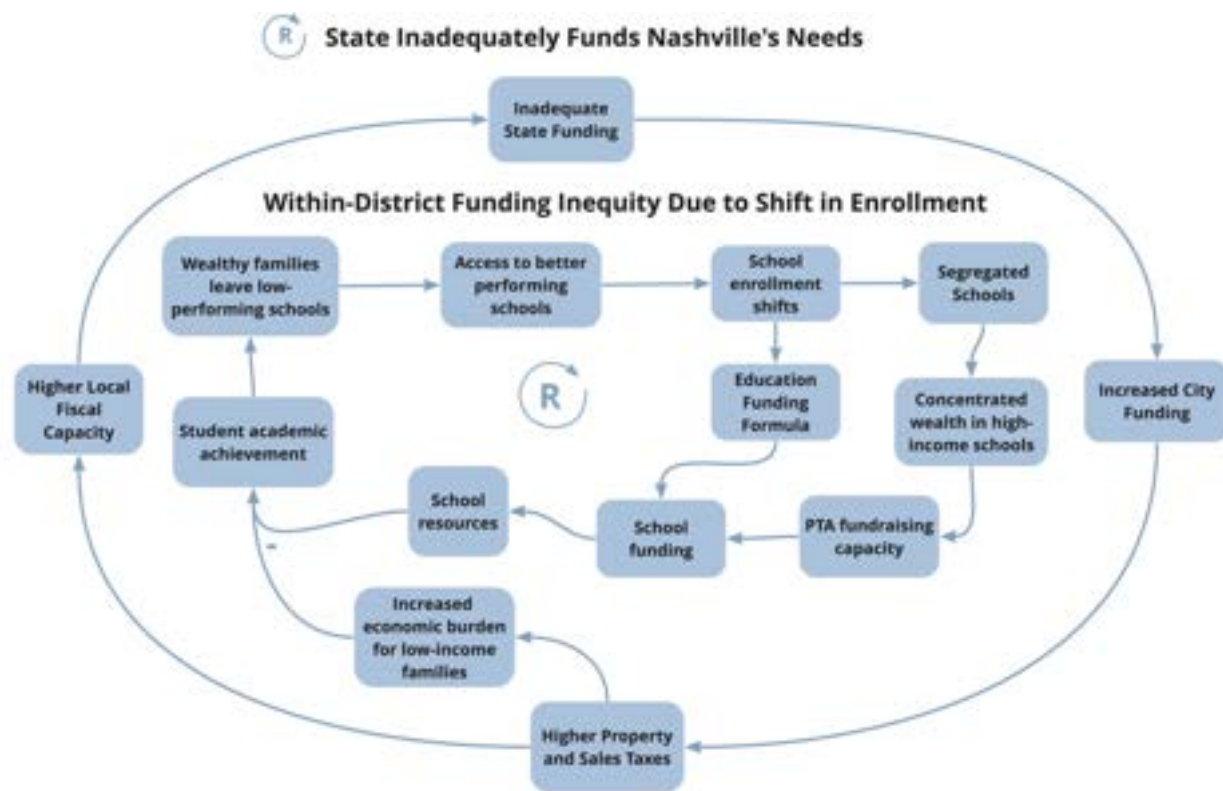 R State Inadequately Funds Nashville's Needs
Inadequate
State Funding
Within-District Funding Inequity Due to Shift in Enrollment
Wealthy families
leave low-
performing schools
Access to better
performing
schools
School
enrollment
shifts
Segregated
Schools
Higher Local
Fiscal
Capacity
Student academic
achievement
R
Education
Funding
Formula
Concentrated
wealth in high-
income schools
Increased City
Funding
School
resources
School
funding
PTA fundraising
capacity
-
Increased
economic burden
for low-income
families
Higher Property
and Sales Taxes